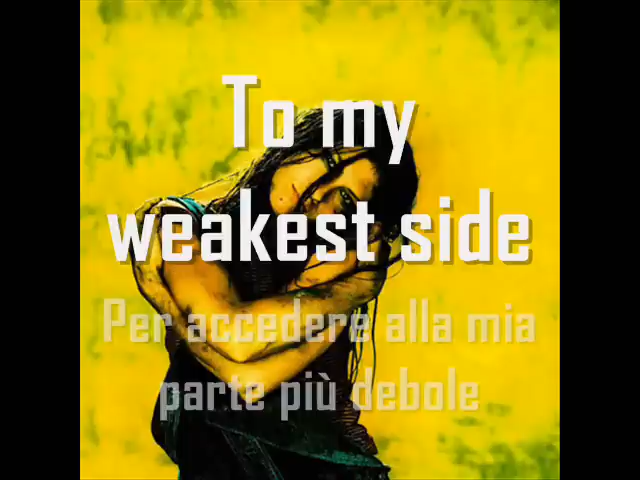 To my
weakest side
Per accedere alla mia
parte più debole